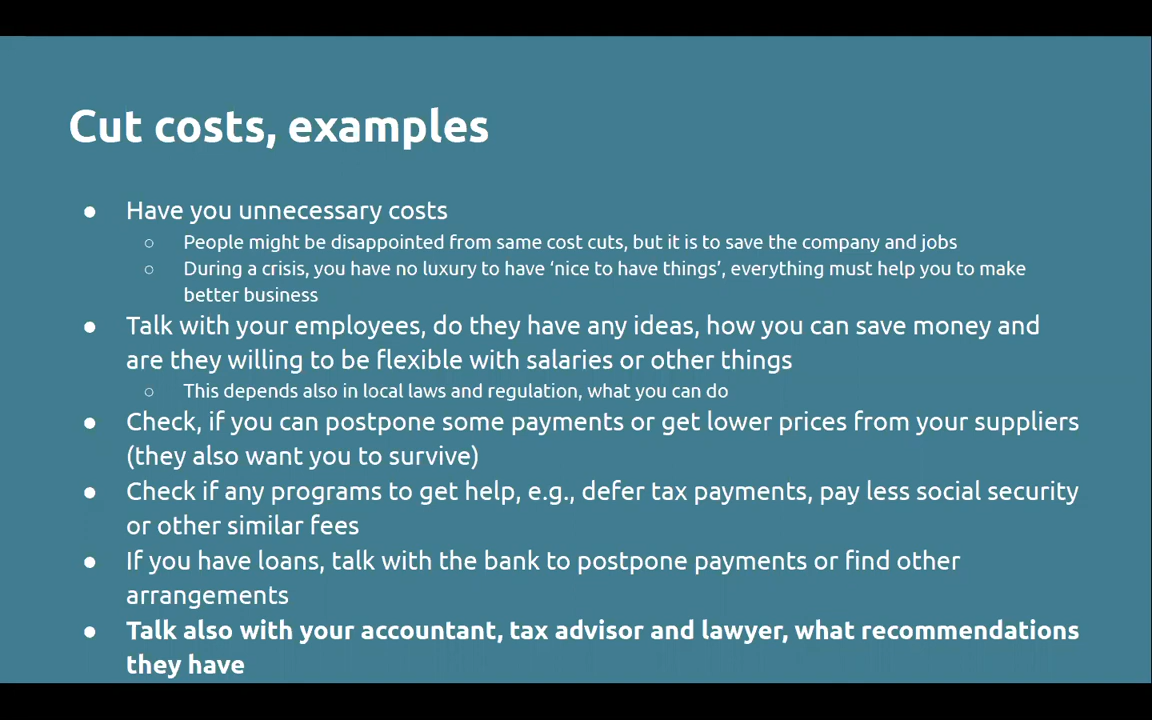 Cut costs, examples
● Have you unnecessary costs
○ People might be disappointed from same cost cuts, but it is to save the company and jobs
○ During a crisis, you have no luxury to have ‘nice to have things’, everything must help you to make
better business
● Talk with your employees, do they have any ideas, how you can save money and
are they willing to be flexible with salaries or other things
○ This depends also in local laws and regulation, what you can do
● Check, if you can postpone some payments or get lower prices from your suppliers
(they also want you to survive)
● Check if any programs to get help, e.g., defer tax payments, pay less social security
or other similar fees
● If you have loans, talk with the bank to postpone payments or find other
arrangements
● Talk also with your accountant, tax advisor and lawyer, what recommendations
they have